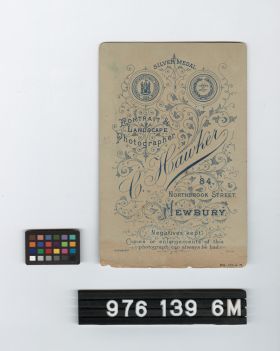 SILVER MEDAL
PORTRAIT &
LANDSCAPE
Photographer
C. Hawker
84,
NORTHBROOK STREET,
NEWBURY.
Negatives kept.
Copies or enlargements of this
photograph can always be had.
976 139 6M